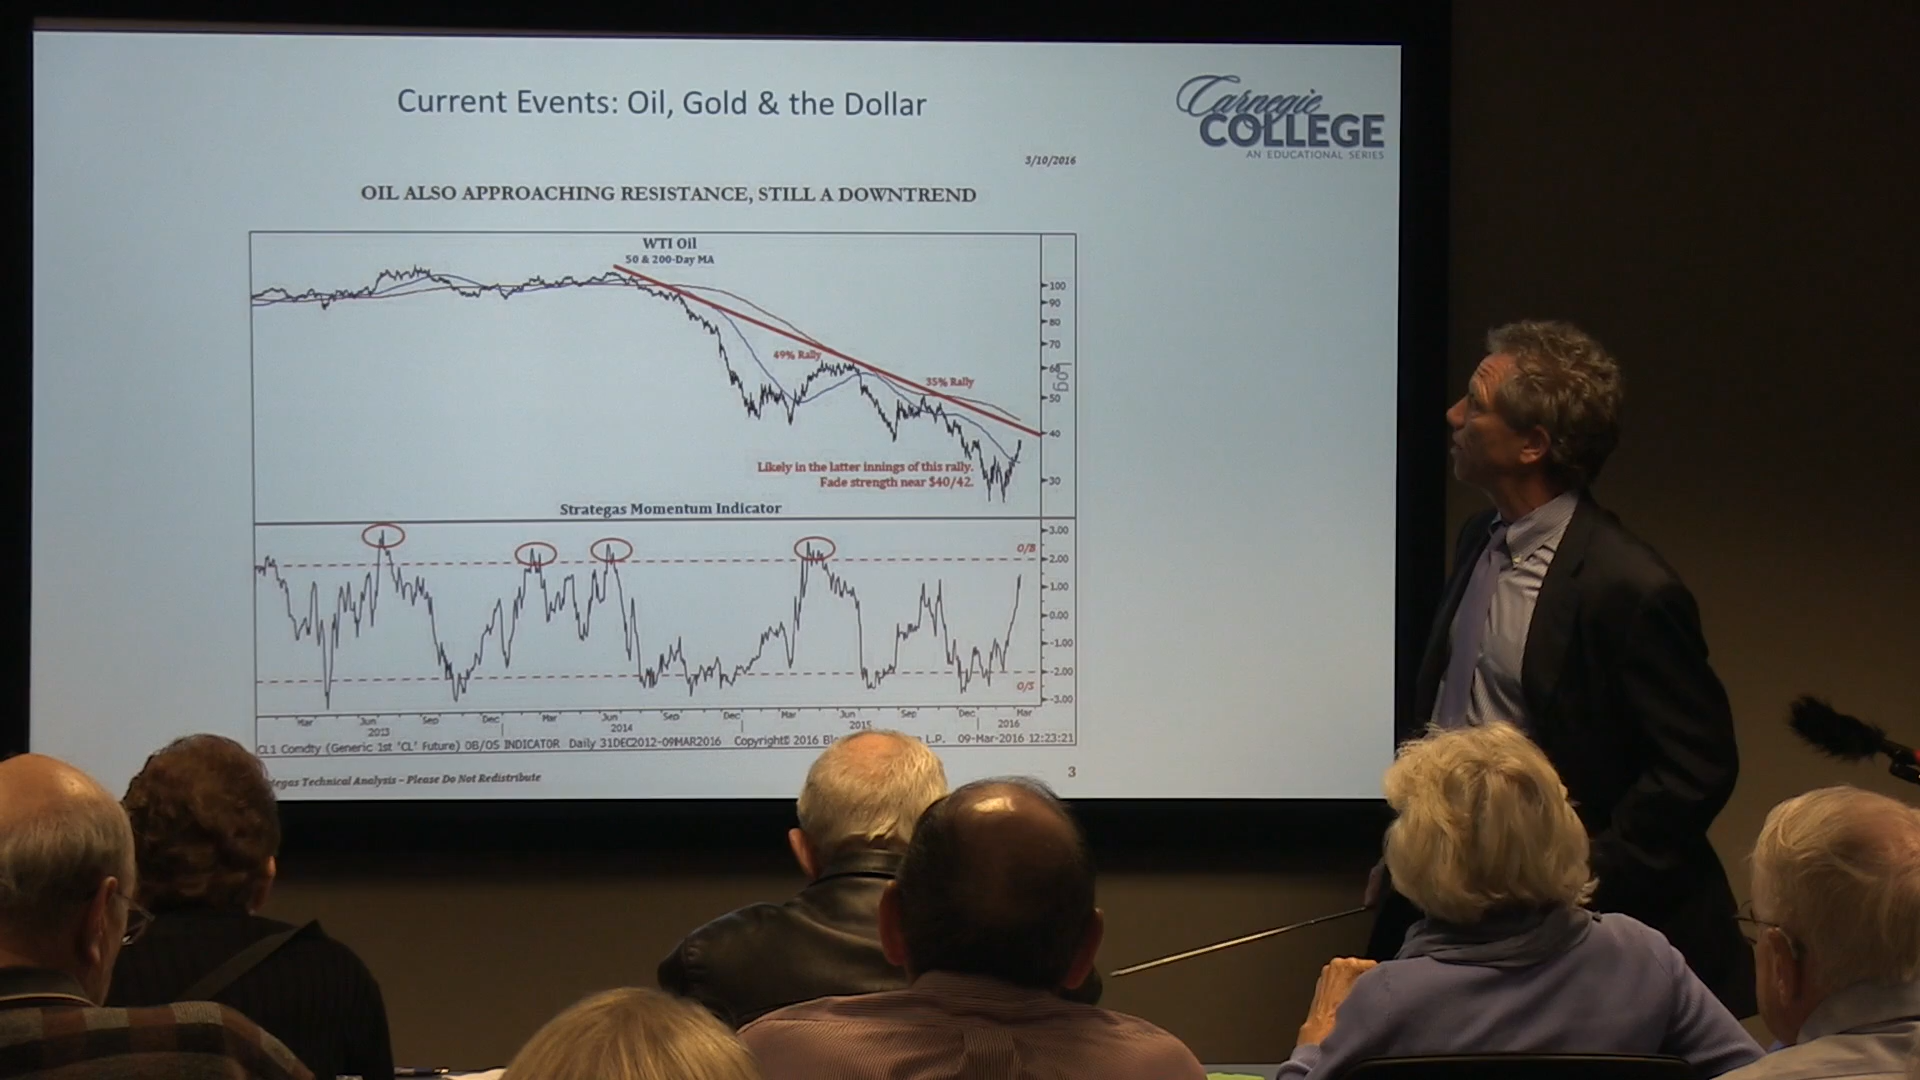 Current Events: Oil, Gold & the Dollar
Carnegie
COLLEGE
AN EDUCATIONAL SERIES
3/10/2016
OIL ALSO APPROACHING RESISTANCE, STILL A DOWNTREND
WTI Oil
50 & 200-Day MA
100
90
80
70
60
Log
50
40
30
49% Rally
35% Rally
Likely in the latter innings of this rally.
Fade strength near $40/42.
Strategas Momentum Indicator
3.00
O/B
2.00
1.00
0.00
-1.00
-2.00
O/S
-3.00
Mar Jun Sep Dec Mar Jun Sep Dec Mar Jun Sep Dec Mar
2013 2014 2015 2016
CL1 Comdty (Generic 1st 'CL' Future) OB/OS INDICATOR Daily 31DEC2012-09MAR2016 Copyright© 2016 L.P. 09-Mar-2016 12:23:21
Technical Analysis – Please Do Not Redistribute
3